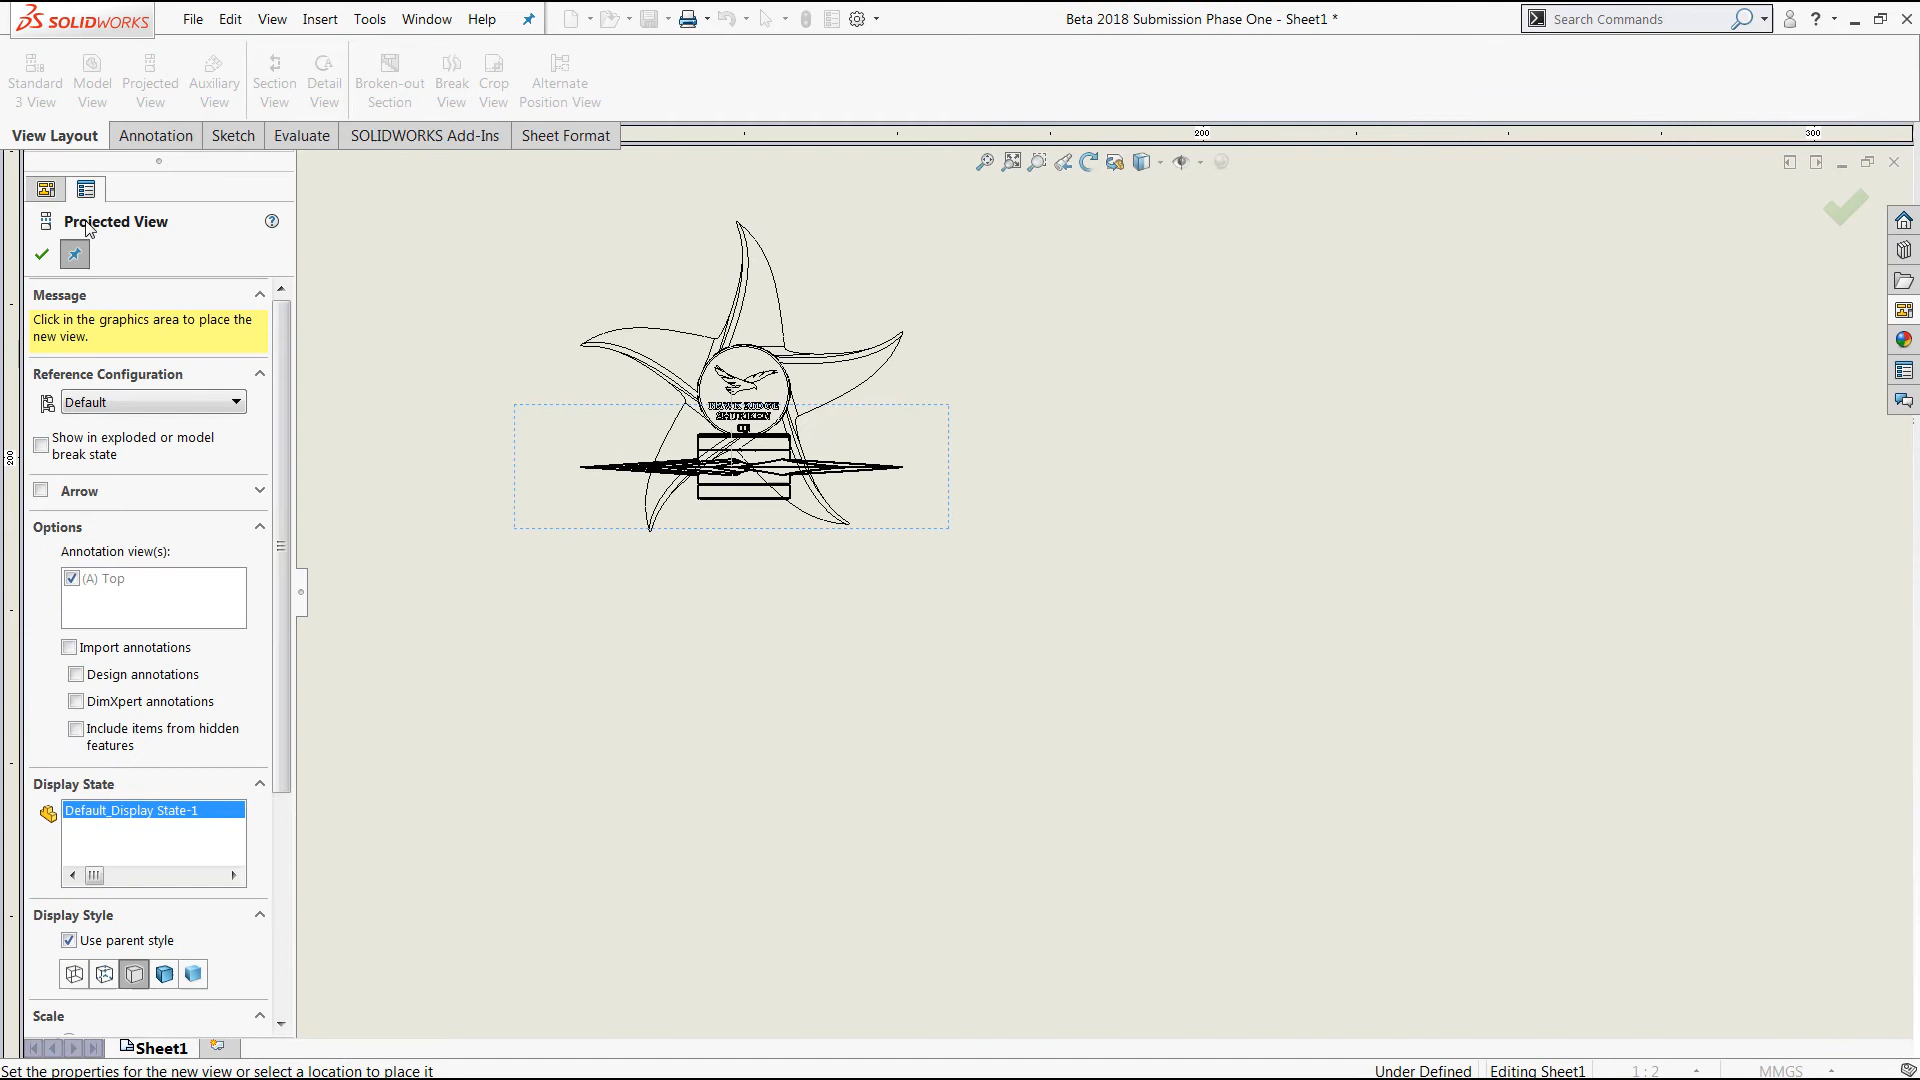 SOLIDWORKS
File Edit View Insert Tools Window Help
Beta 2018 Submission Phase One - Sheet1 *
Search Commands
?
Standard 3 View
Model View
Projected View
Auxiliary View
Section View
Detail View
Broken-out Section
Break View
Crop View
Alternate Position View
View Layout Annotation Sketch Evaluate SOLIDWORKS Add-Ins Sheet Format
200
300
Projected View
?
Message
Click in the graphics area to place the
new view.
Reference Configuration
Default
Show in exploded or model
break state
Arrow
Options
Annotation view(s):
(A) Top
Import annotations
Design annotations
DimXpert annotations
Include items from hidden
features
Display State
Default_Display State-1
Display Style
Use parent style
Scale
200
HAWK RIDGE
SHURIKEN
Sheet1
Set the properties for the new view or select a location to place it
Under Defined
Editing Sheet1
1 : 2
MMGS